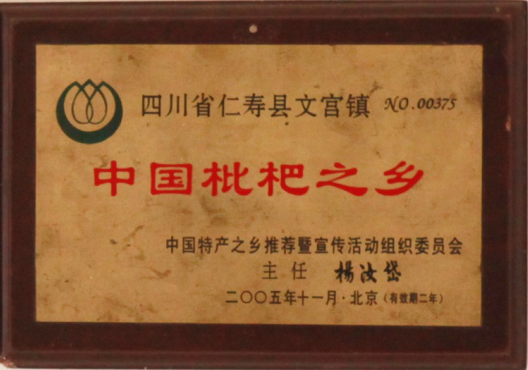 四川省仁寿县文宫镇 NO.00375
中国枇杷之乡
中国特产之乡推荐暨宣传活动组织委员会
主任 楊汝岱
二〇〇五年十一月·北京(有效期二年)